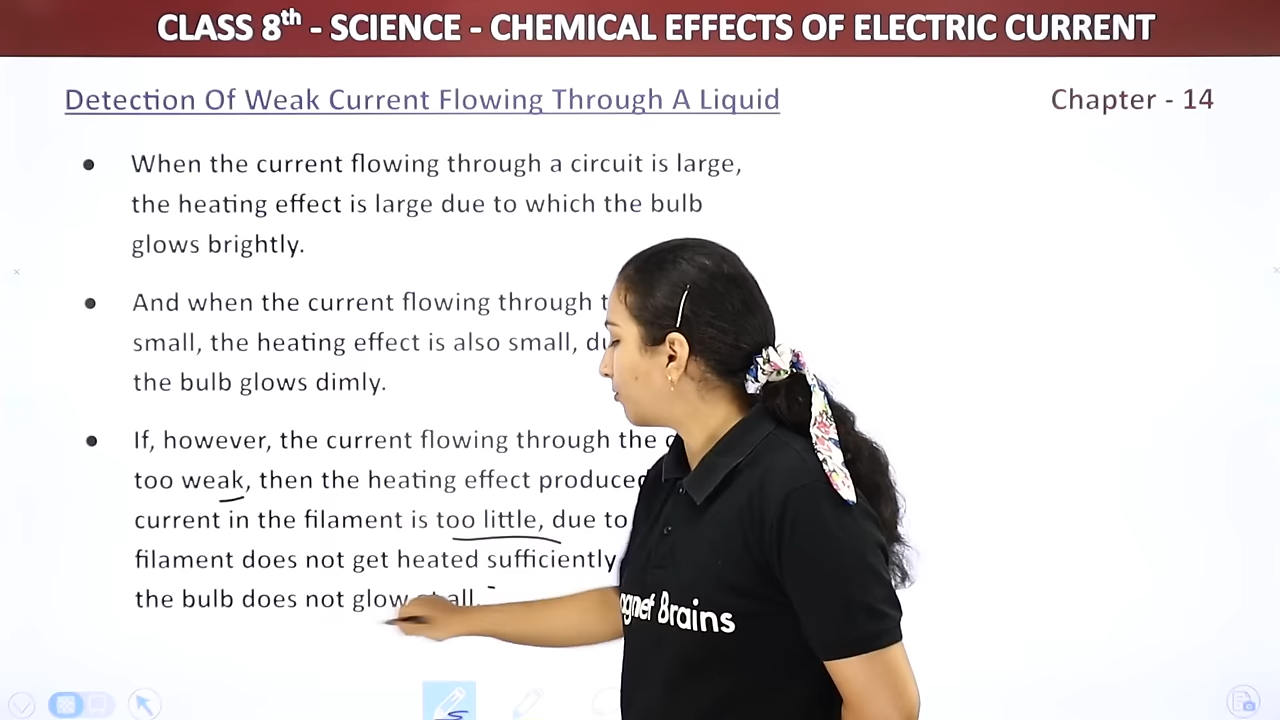 CLASS 8th - SCIENCE - CHEMICAL EFFECTS OF ELECTRIC CURRENT
Detection Of Weak Current Flowing Through A Liquid
Chapter - 14
• When the current flowing through a circuit is large,
the heating effect is large due to which the bulb
glows brightly.
• And when the current flowing through
small, the heating effect is also small,
the bulb glows dimly.
• If, however, the current flowing through the
too weak, then the heating effect produced
current in the filament is too little, due to
filament does not get heated sufficiently
the bulb does not glow at all.
Brains